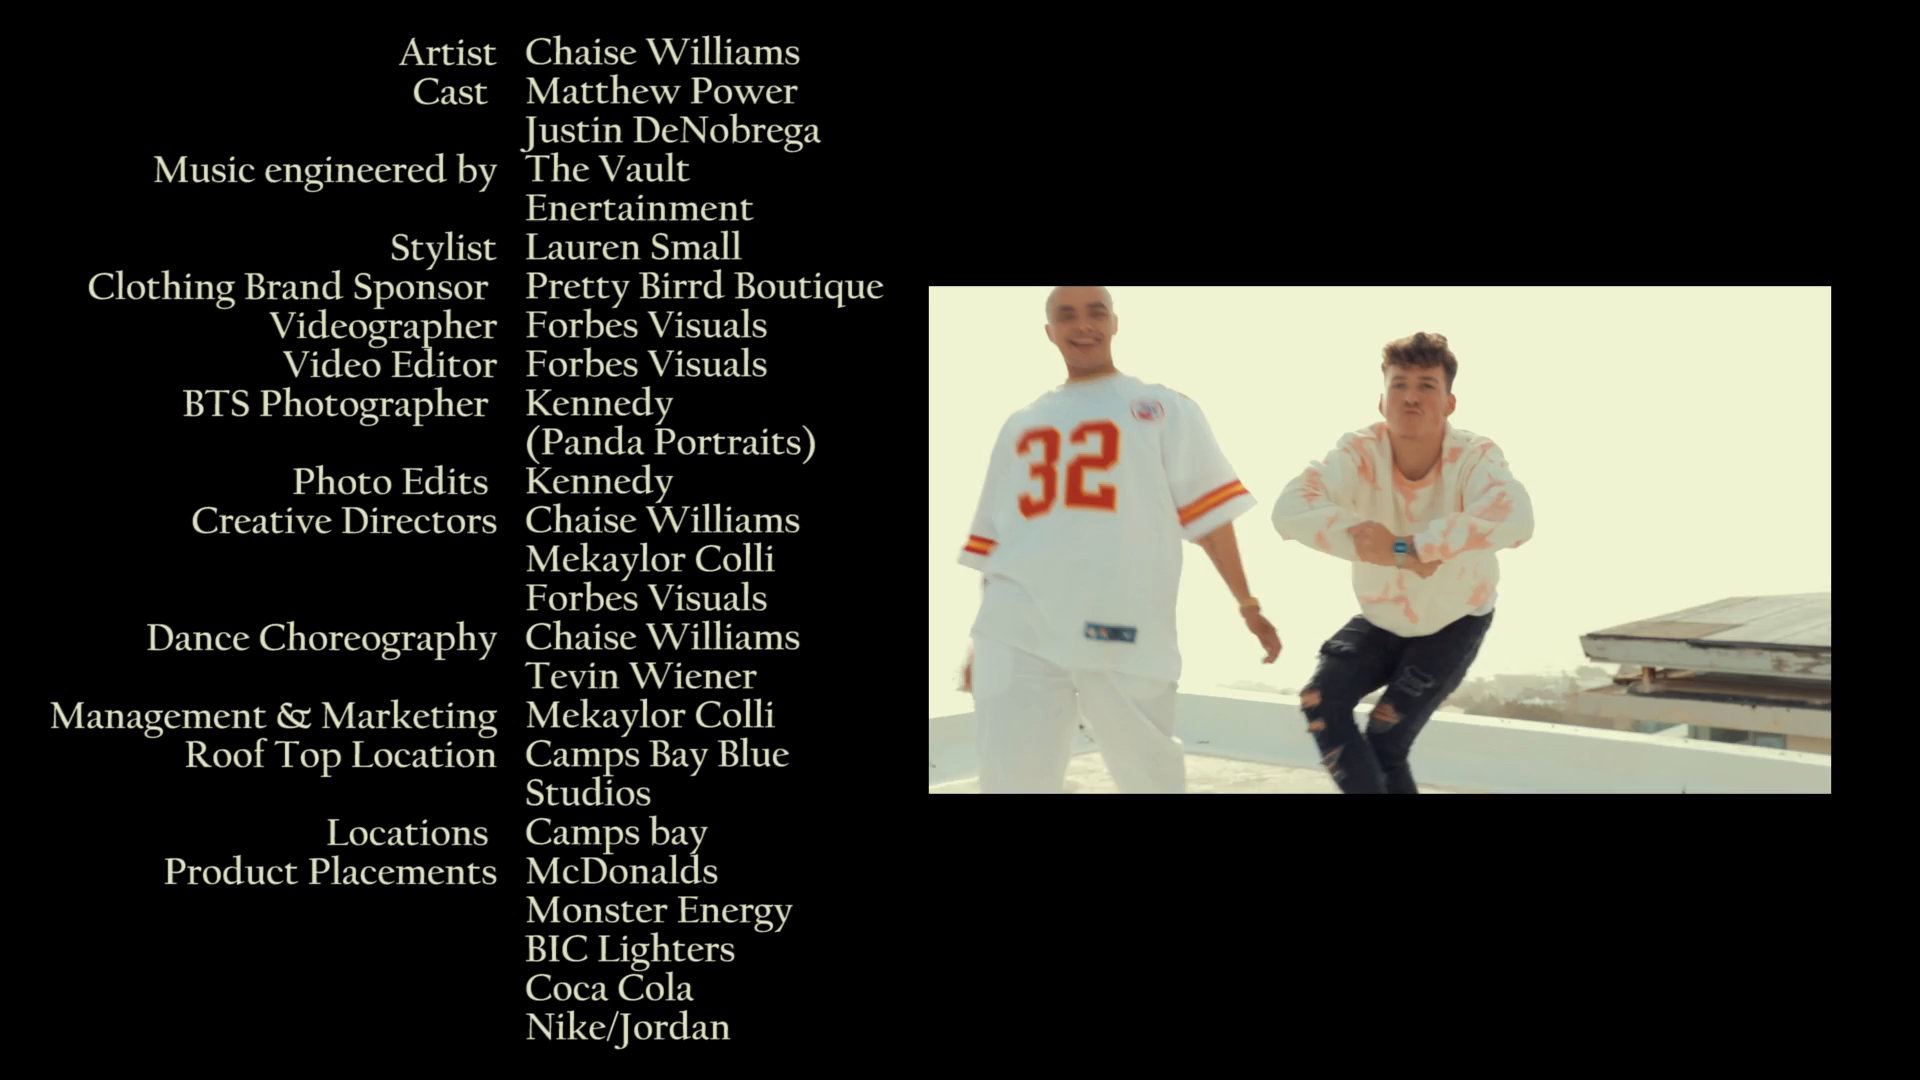 Artist Chaise Williams
Cast Matthew Power
Justin DeNobrega
Music engineered by The Vault
Enertainment
Stylist Lauren Small
Clothing Brand Sponsor Pretty Birrd Boutique
Videographer Forbes Visuals
Video Editor Forbes Visuals
BTS Photographer Kennedy
(Panda Portraits)
Photo Edits Kennedy
Creative Directors Chaise Williams
Mekaylor Colli
Forbes Visuals
Dance Choreography Chaise Williams
Tevin Wiener
Management & Marketing Mekaylor Colli
Roof Top Location Camps Bay Blue
Studios
Locations Camps bay
Product Placements McDonalds
Monster Energy
BIC Lighters
Coca Cola
Nike/Jordan
32